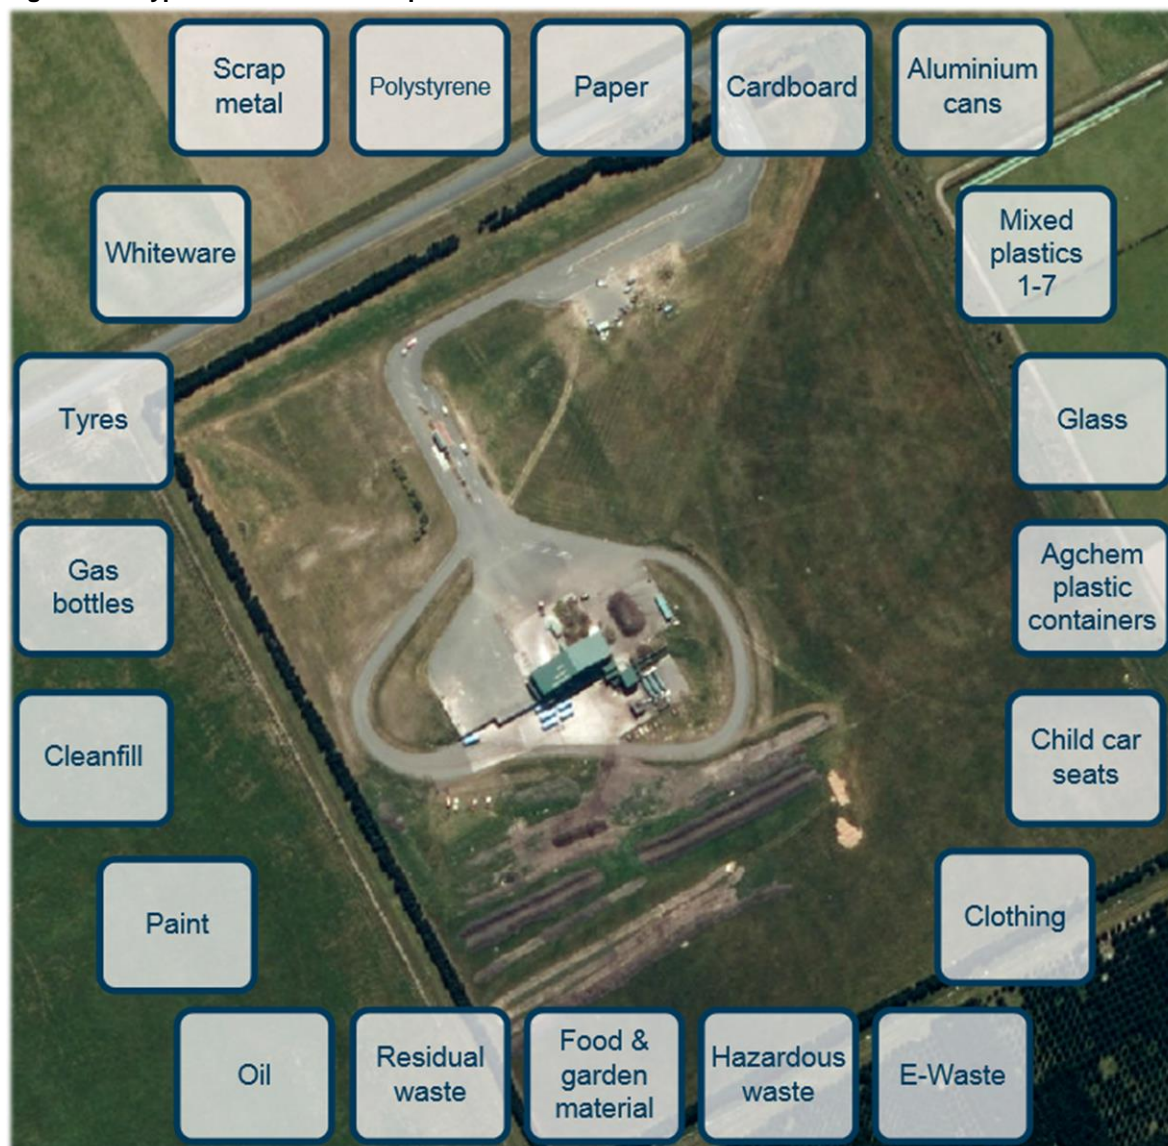 Scrap
metal
Polystyrene
Paper
Cardboard
Aluminium
cans
Whiteware
Mixed
plastics
1-7
Tyres
Glass
Gas
bottles
Agchem
plastic
containers
Cleanfill
Child car
seats
Paint
Clothing
Oil
Residual
waste
Food &
garden
material
Hazardous
waste
E-Waste